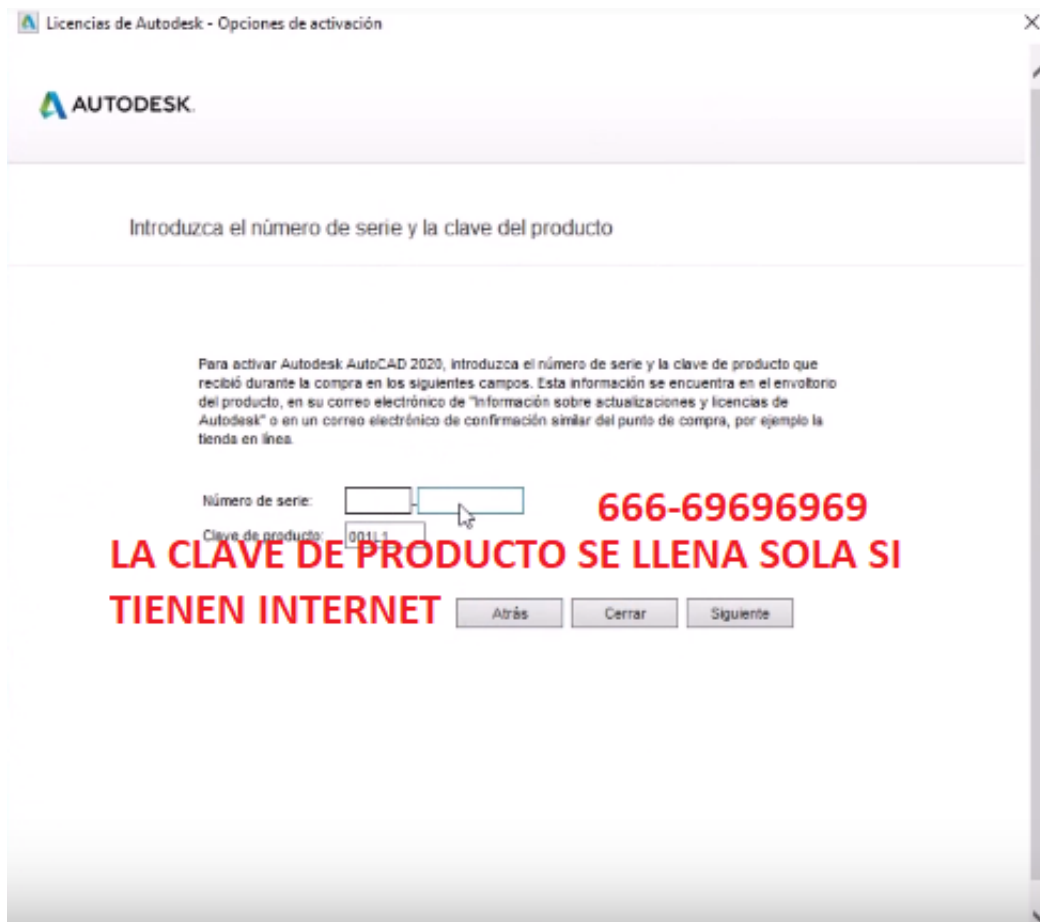 Licencias de Autodesk - Opciones de activación
AUTODESK.
Introduzca el número de serie y la clave del producto
Para activar Autodesk AutoCAD 2020, introduzca el número de serie y la clave de producto que
recibió durante la compra en los siguientes campos. Esta información se encuentra en el envoltorio
del producto, en su correo electrónico de "Información sobre actualizaciones y licencias de
Autodesk" o en un correo electrónico de confirmación similar del punto de compra, por ejemplo la
tienda en línea.
Número de serie: -
666-69696969
Clave de producto: 001L1
LA CLAVE DE PRODUCTO SE LLENA SOLA SI
TIENEN INTERNET
Atrás Cerrar Siguiente